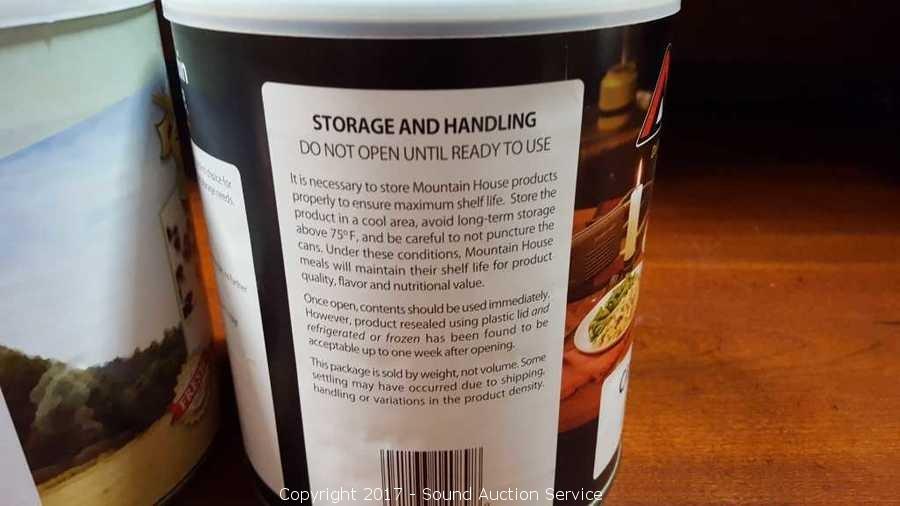 STORAGE AND HANDLING
DO NOT OPEN UNTIL READY TO USE
It is necessary to store Mountain House products
properly to ensure maximum shelf life. Store the
product in a cool area, avoid long-term storage
above 75°F, and be careful to not puncture the
cans. Under these conditions, Mountain House
meals will maintain their shelf life for product
quality, flavor and nutritional value.
Once open, contents should be used immediately.
However, product resealed using plastic lid and
refrigerated or frozen has been found to be
acceptable up to one week after opening.
This package is sold by weight, not volume. Some
settling may have occurred due to shipping,
handling or variations in the product density.
Copyright 2017 - Sound Auction Service